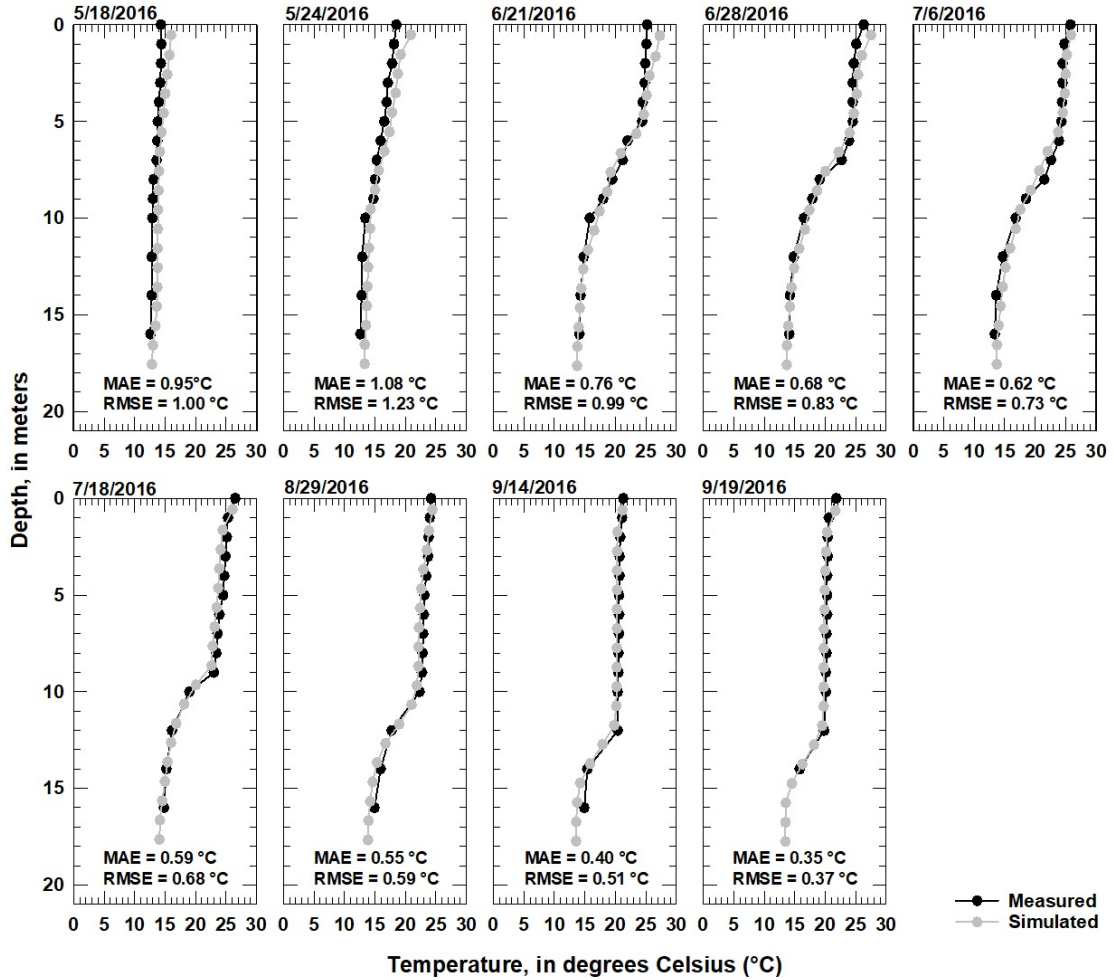 5/18/2016 5/24/2016 6/21/2016 6/28/2016 7/6/2016
0
5
10
15
20
MAE = 0.95°C
RMSE = 1.00 °C
MAE = 1.08 °C
RMSE = 1.23 °C
MAE = 0.76 °C
RMSE = 0.99 °C
MAE = 0.68 °C
RMSE = 0.83 °C
MAE = 0.62 °C
RMSE = 0.73 °C
0 5 10 15 20 25 30 0 5 10 15 20 25 30 0 5 10 15 20 25 30 0 5 10 15 20 25 30 0 5 10 15 20 25 30
Depth, in meters
7/18/2016 8/29/2016 9/14/2016 9/19/2016
0
5
10
15
20
MAE = 0.59 °C
RMSE = 0.68 °C
MAE = 0.55 °C
RMSE = 0.59 °C
MAE = 0.40 °C
RMSE = 0.51 °C
MAE = 0.35 °C
RMSE = 0.37 °C
0 5 10 15 20 25 30 0 5 10 15 20 25 30 0 5 10 15 20 25 30 0 5 10 15 20 25 30
Measured
Simulated
Temperature, in degrees Celsius (°C)